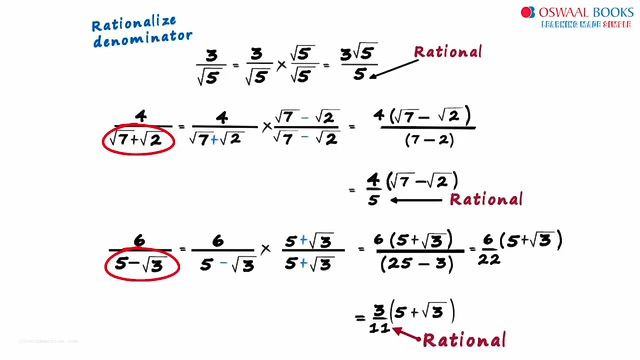 Rationalize
denominator
OSWAAL BOOKS
LEARNING MADE SIMPLE
3/√5 = 3/√5 × √5/√5 = 3√5/5
Rational
4/(√7+√2) = 4/(√7+√2) × (√7 − √2)/(√7 − √2) = 4(√7 − √2)/(7 − 2)
= 4/5 (√7 − √2)
Rational
6/(5−√3) = 6/(5 − √3) × (5+√3)/(5+√3) = 6(5+√3)/(25 − 3) = 6/22 (5+√3)
= 3/11 (5+√3)
Rational